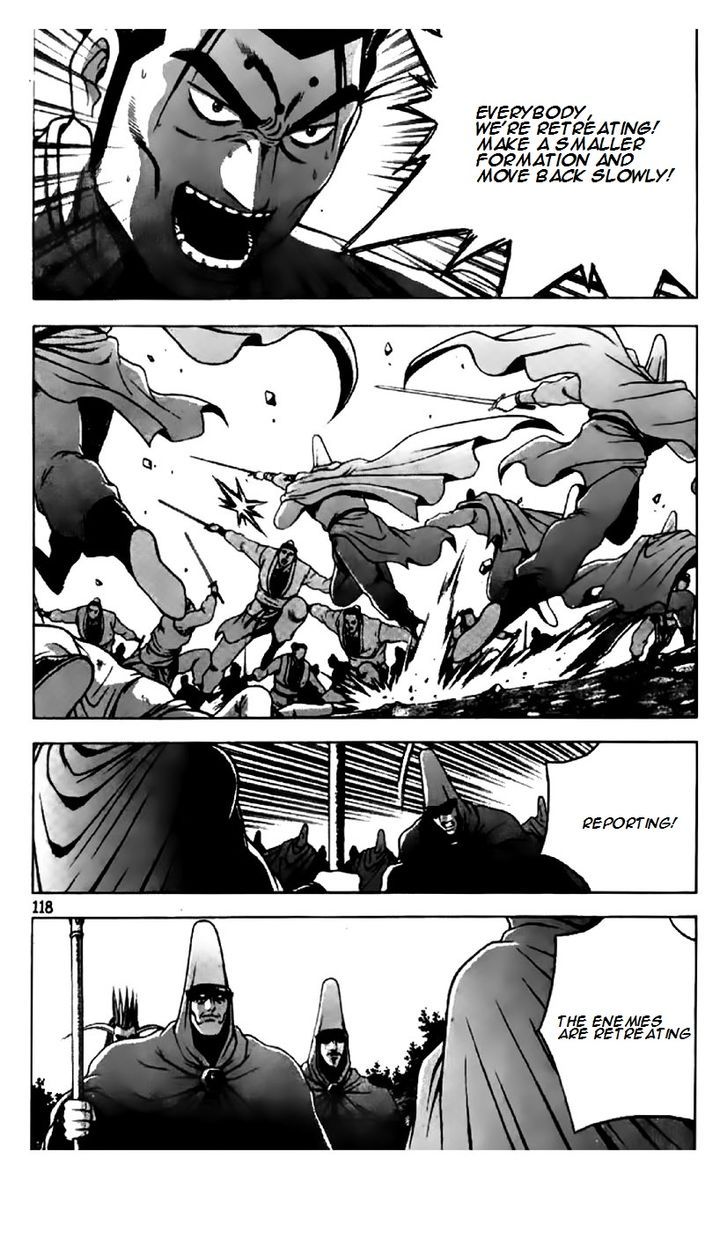 EVERYBODY,
WE'RE RETREATING!
MAKE A SMALLER
FORMATION AND
MOVE BACK SLOWLY!
REPORTING!
118
THE ENEMIES
ARE RETREATING